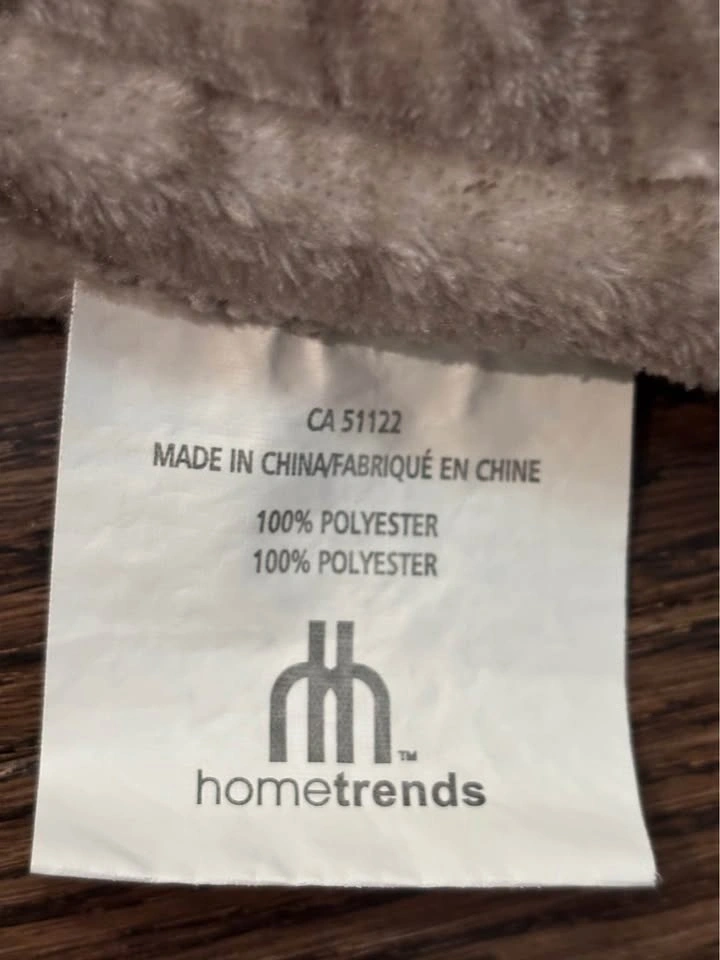 CA 51122
MADE IN CHINA/FABRIQUÉ EN CHINE
100% POLYESTER
100% POLYESTER
TM
hometrends